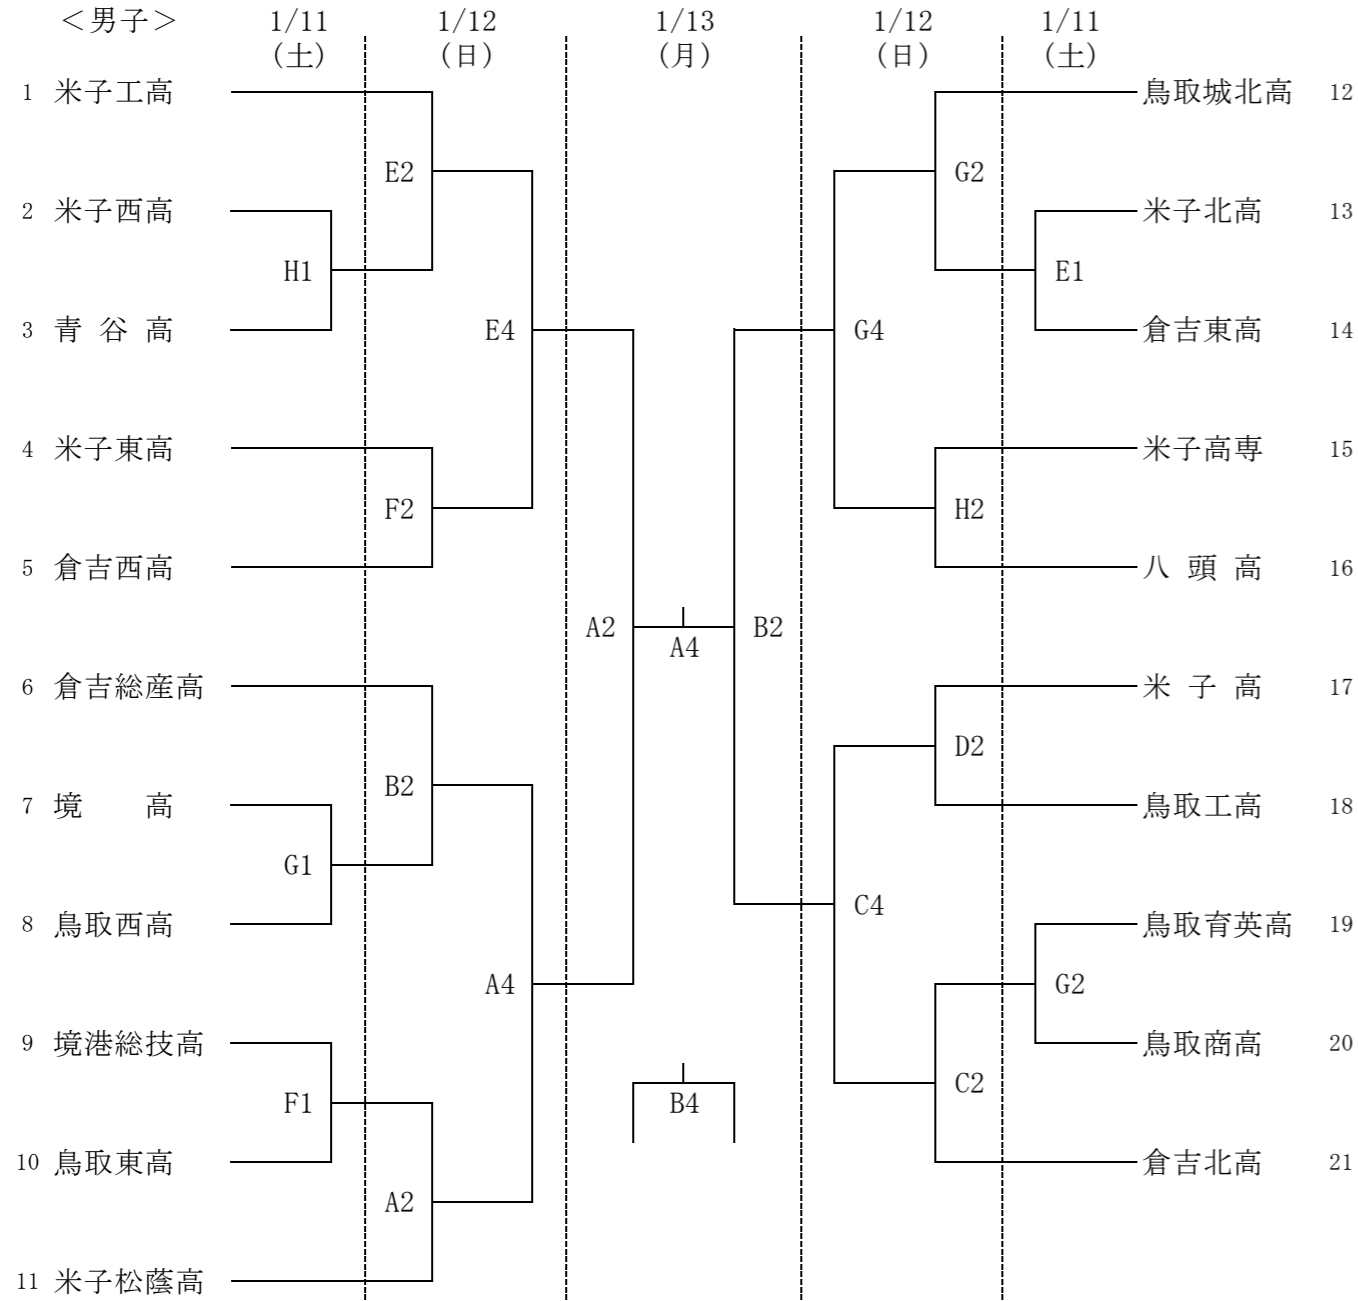 ＜男子＞ 1/11 1/12 1/13 1/12 1/11
(土) (日) (月) (日) (土)
1 米子工高 鳥取城北高 12
E2 G2
2 米子西高 米子北高 13
H1 E1
3 青 谷 高 E4 G4 倉吉東高 14
4 米子東高 米子高専 15
F2 H2
5 倉吉西高 八 頭 高 16
A2 B2
A4
6 倉吉総産高 米 子 高 17
D2
7 境　　高 B2 鳥取工高 18
G1
8 鳥取西高 C4 鳥取育英高 19
A4 G2
9 境港総技高 鳥取商高 20
F1 B4 C2
10 鳥取東高 倉吉北高 21
A2
11 米子松蔭高